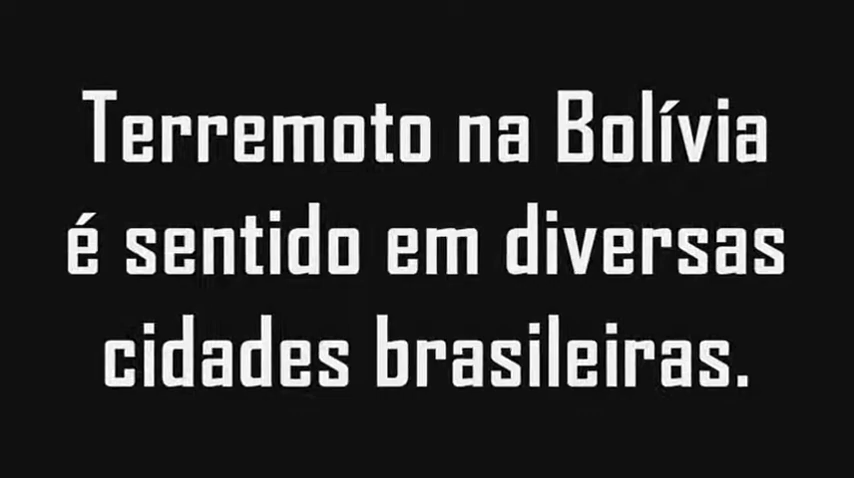 Terremoto na Bolívia
é sentido em diversas
cidades brasileiras.